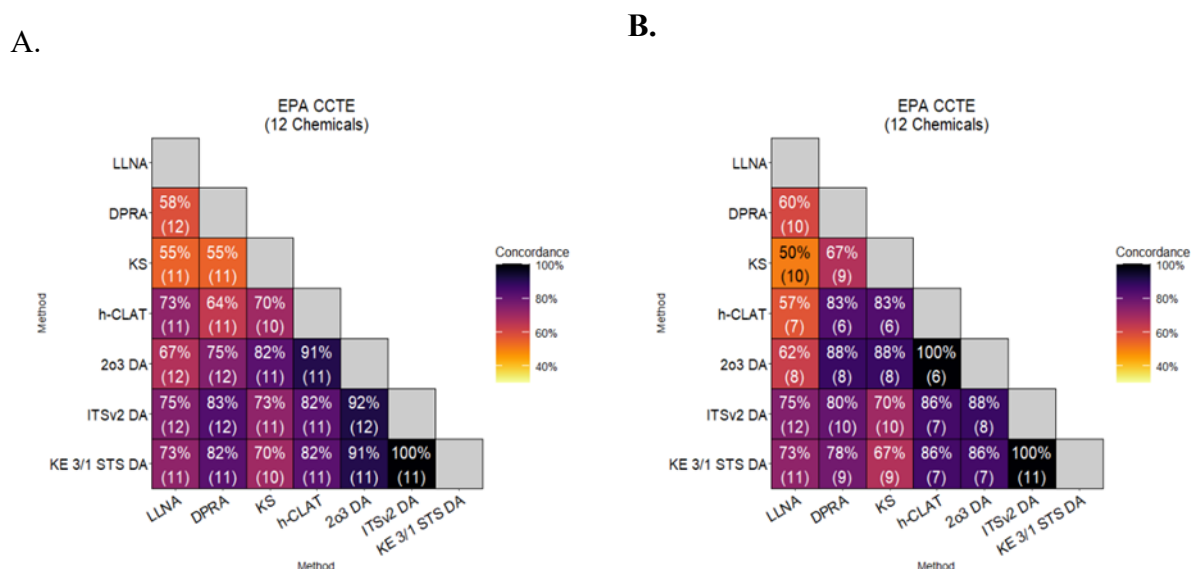 A.
EPA CCTE
(12 Chemicals)
LLNA
DPRA
58%
(12)
KS
55% 55%
(11) (11)
h-CLAT
73% 64% 70%
(11) (11) (10)
2o3 DA
67% 75% 82% 91%
(12) (12) (11) (11)
ITSv2 DA
75% 83% 73% 82% 92%
(12) (12) (11) (11) (12)
KE 3/1 STS DA
73% 82% 70% 82% 91% 100%
(11) (11) (10) (11) (11) (11)
LLNA DPRA KS h-CLAT 2o3 DA ITSv2 DA KE 3/1 STS DA
Method
Method
Concordance
100%
80%
60%
40%
B.
EPA CCTE
(12 Chemicals)
LLNA
DPRA
60%
(10)
KS
50% 67%
(10) (9)
h-CLAT
57% 83% 83%
(7) (6) (6)
2o3 DA
62% 88% 88% 100%
(8) (8) (8) (6)
ITSv2 DA
75% 80% 70% 86% 88%
(12) (10) (10) (7) (8)
KE 3/1 STS DA
73% 78% 67% 86% 86% 100%
(11) (9) (9) (7) (7) (11)
LLNA DPRA KS h-CLAT 2o3 DA ITSv2 DA KE 3/1 STS DA
Method
Method
Concordance
100%
80%
60%
40%